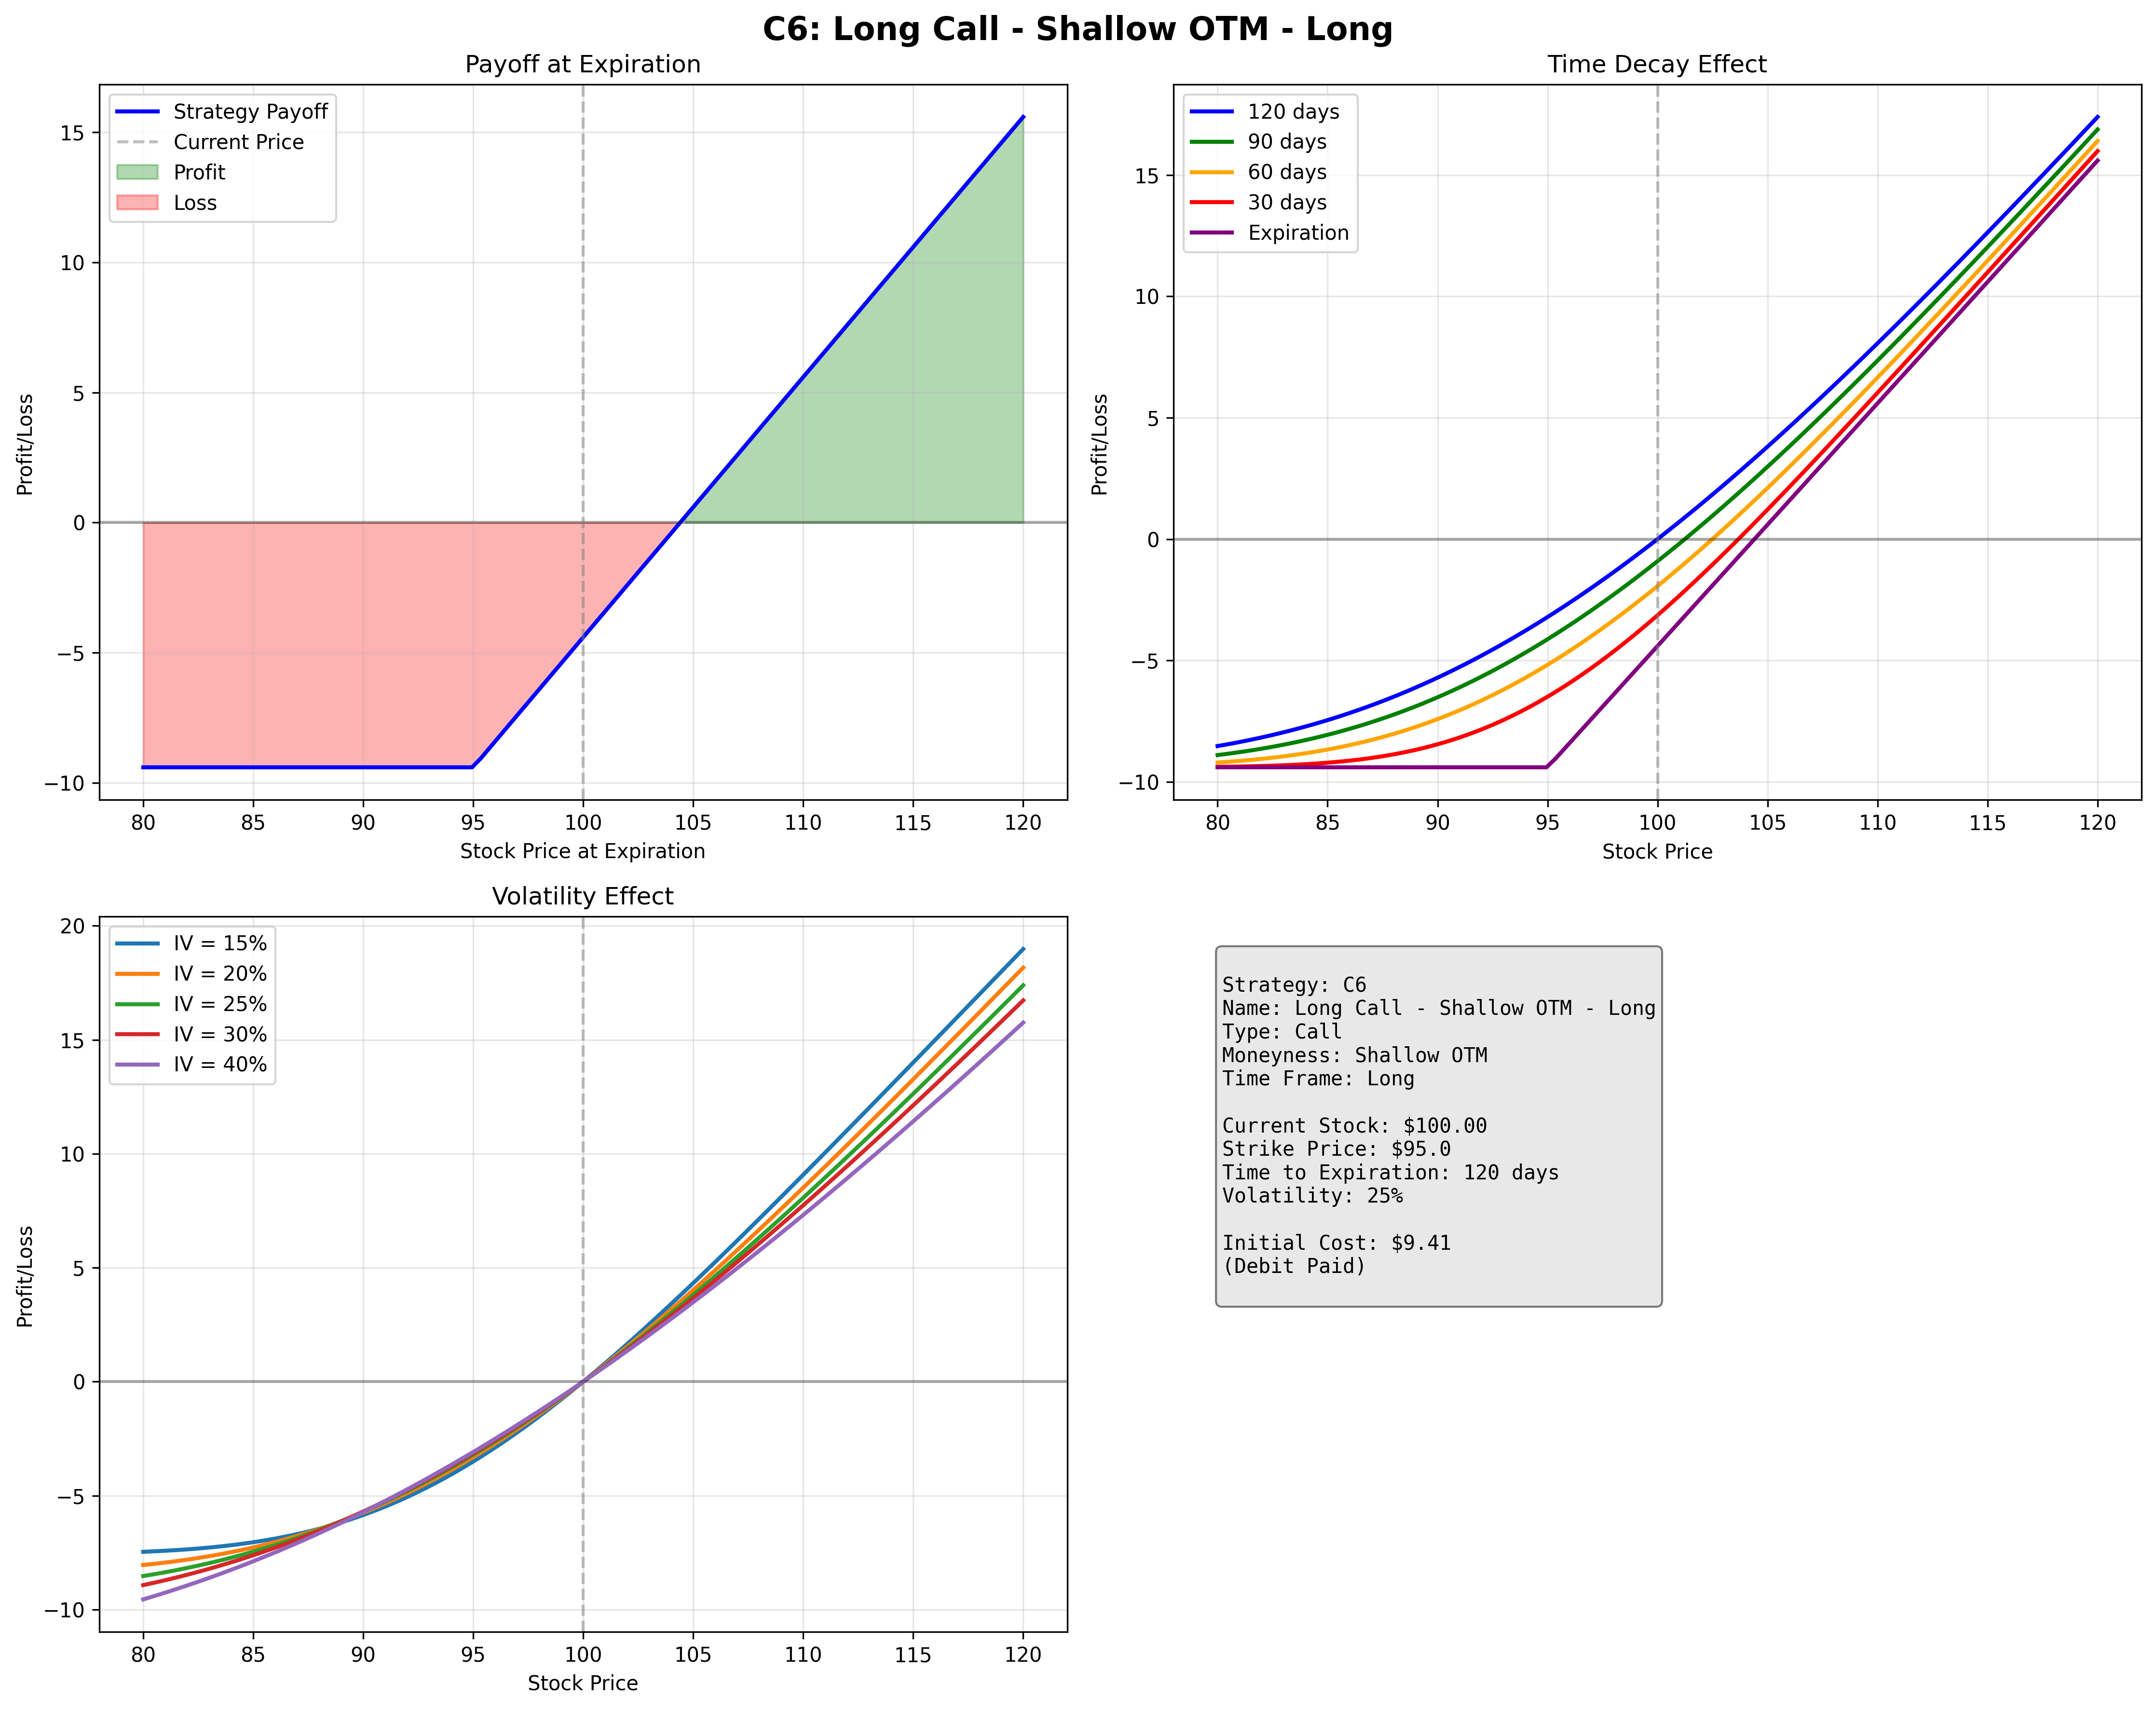 C6: Long Call - Shallow OTM - Long
Payoff at Expiration
Strategy Payoff
Current Price
Profit
Loss
15
10
5
0
−5
−10
Profit/Loss
80 85 90 95 100 105 110 115 120
Stock Price at Expiration
Time Decay Effect
120 days
90 days
60 days
30 days
Expiration
15
10
5
0
−5
−10
Profit/Loss
80 85 90 95 100 105 110 115 120
Stock Price
Volatility Effect
IV = 15%
IV = 20%
IV = 25%
IV = 30%
IV = 40%
20
15
10
5
0
−5
−10
Profit/Loss
80 85 90 95 100 105 110 115 120
Stock Price
Strategy: C6
Name: Long Call - Shallow OTM - Long
Type: Call
Moneyness: Shallow OTM
Time Frame: Long
Current Stock: $100.00
Strike Price: $95.0
Time to Expiration: 120 days
Volatility: 25%
Initial Cost: $9.41
(Debit Paid)